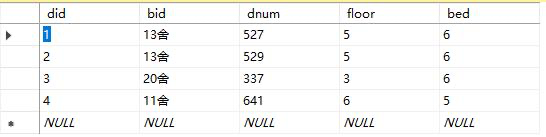 did bid dnum floor bed
1 13舍 527 5 6
2 13舍 529 5 6
3 20舍 337 3 6
4 11舍 641 6 5
NULL NULL NULL NULL NULL